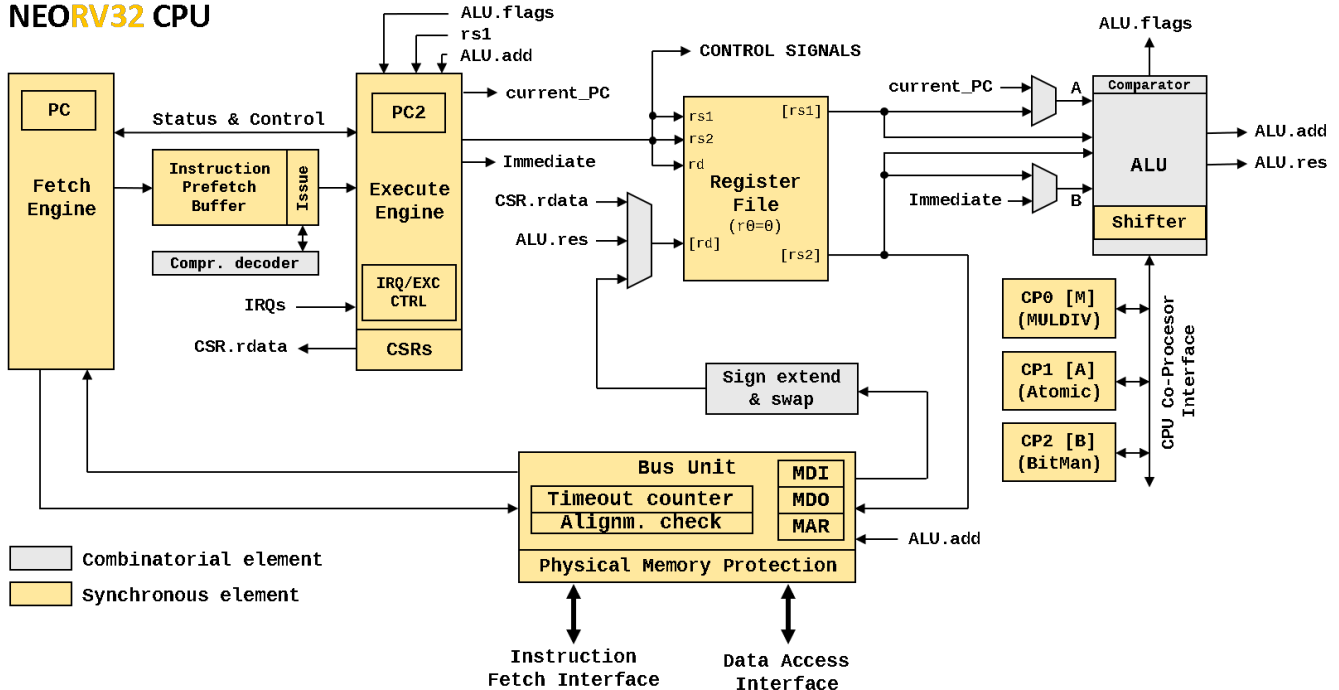 NEORV32 CPU
ALU.flags
rs1
ALU.add
PC
Fetch
Engine
Status & Control
Instruction
Prefetch
Buffer
Issue
Compr. decoder
PC2
Execute
Engine
IRQ/EXC
CTRL
CSRs
IRQs
CSR.rdata
current_PC
Immediate
CONTROL SIGNALS
CSR.rdata
ALU.res
rs1
rs2
rd
[rd]
[rs1]
[rs2]
Register
File
(r0=0)
current_PC
A
Immediate
B
ALU.flags
Comparator
ALU
Shifter
ALU.add
ALU.res
CP0 [M]
(MULDIV)
CP1 [A]
(Atomic)
CP2 [B]
(BitMan)
CPU Co-Procesor
Interface
Sign extend
& swap
Bus Unit
Timeout counter
Alignm. check
MDI
MDO
MAR
ALU.add
Physical Memory Protection
Instruction
Fetch Interface
Data Access
Interface
Combinatorial element
Synchronous element